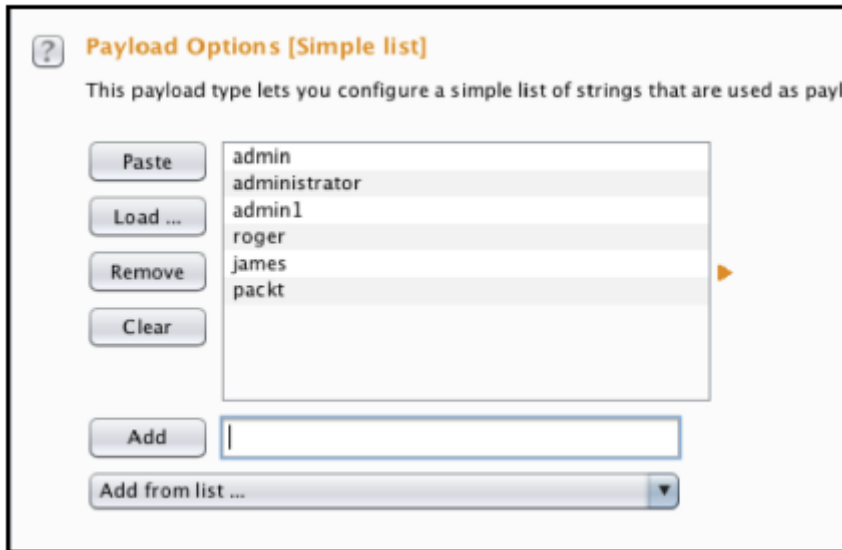 ?
Payload Options [Simple list]
This payload type lets you configure a simple list of strings that are used as payl
Paste
admin
administrator
Load ...
admin1
roger
Remove
james
packt
Clear
Add
Add from list ...